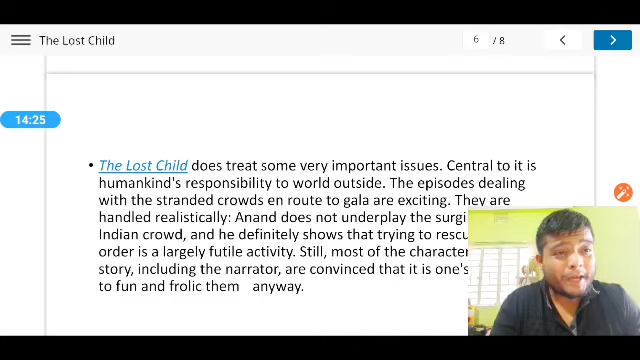 The Lost Child
6 / 8
14:25
• The Lost Child does treat some very important issues. Central to it is
humankind's responsibility to world outside. The episodes dealing
with the stranded crowds en route to gala are exciting. They are
handled realistically: Anand does not underplay the
Indian crowd, and he definitely shows that trying to
order is a largely futile activity. Still, most of the
story, including the narrator, are convinced that it is one's
to fun and frolic them anyway.